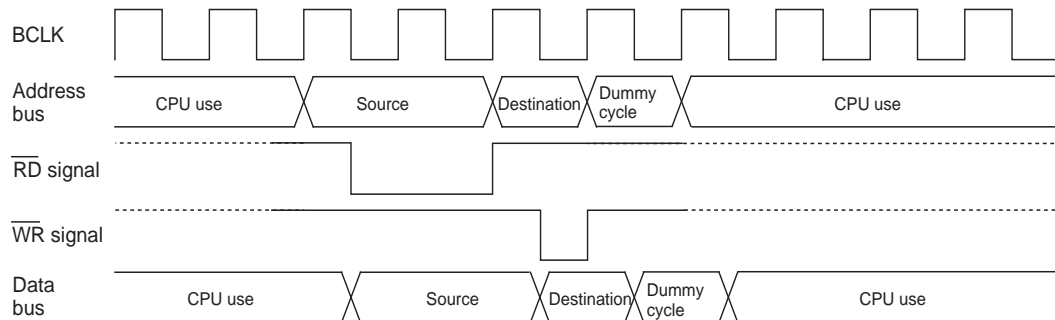 BCLK
Address
bus
CPU use
Source
Destination
Dummy
cycle
CPU use
RD signal
WR signal
Data
bus
CPU use
Source
Destination
Dummy
cycle
CPU use